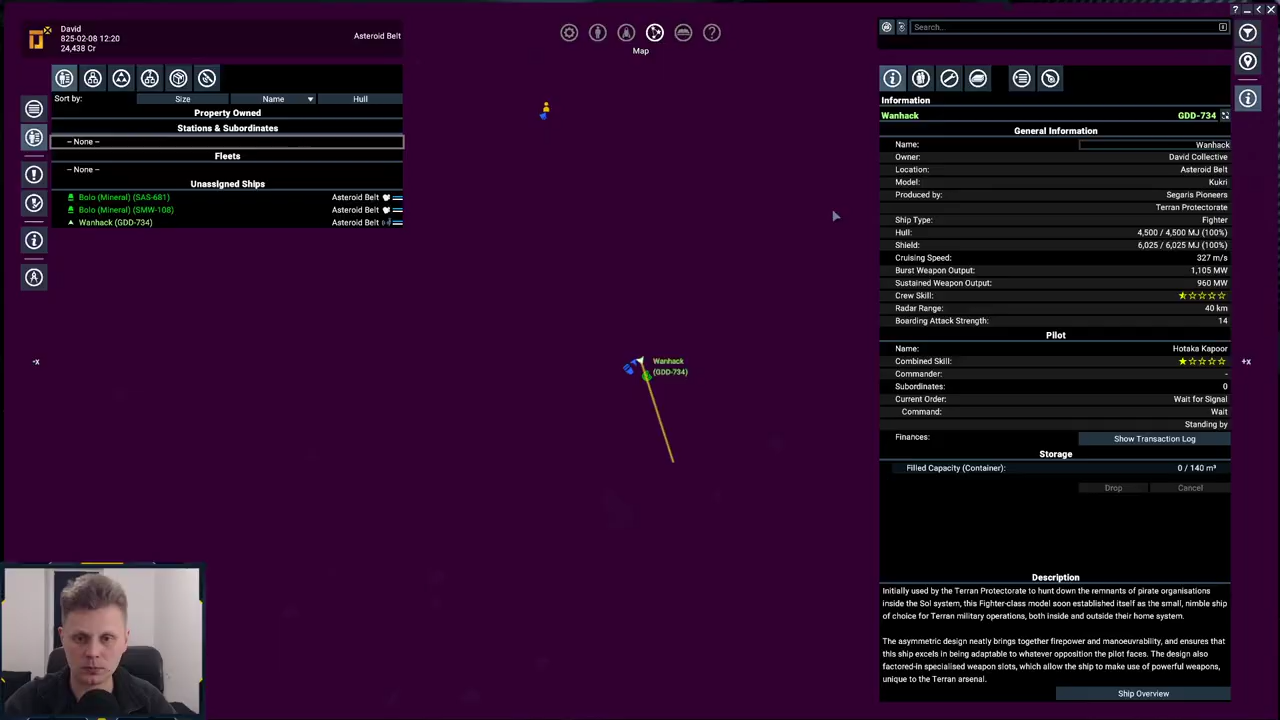 David
825-02-08 12:20
24,438 Cr
Asteroid Belt
Map
Search...
Sort by:
Size
Name
Hull
Property Owned
Stations & Subordinates
– None –
Fleets
– None –
Unassigned Ships
Bolo (Mineral) (SAS-681) Asteroid Belt
Bolo (Mineral) (SMW-108) Asteroid Belt
Wanhack (GDD-734) Asteroid Belt
-x
Wanhack
(GDD-734)
+x
Information
Wanhack GDD-734
General Information
Name: Wanhack
Owner: David Collective
Location: Asteroid Belt
Model: Kukri
Produced by: Segaris Pioneers
Terran Protectorate
Ship Type: Fighter
Hull: 4,500 / 4,500 MJ (100%)
Shield: 6,025 / 6,025 MJ (100%)
Cruising Speed: 327 m/s
Burst Weapon Output: 1,105 MW
Sustained Weapon Output: 960 MW
Crew Skill:
Radar Range: 40 km
Boarding Attack Strength: 14
Pilot
Name: Hotaka Kapoor
Combined Skill:
Commander: -
Subordinates: 0
Current Order: Wait for Signal
Command: Wait
Standing by
Finances: Show Transaction Log
Storage
Filled Capacity (Container): 0 / 140 m³
Drop Cancel
Description
Initially used by the Terran Protectorate to hunt down the remnants of pirate organisations
inside the Sol system, this Fighter-class model soon established itself as the small, nimble ship
of choice for Terran military operations, both inside and outside their home system.
The asymmetric design neatly brings together firepower and manoeuvrability, and ensures that
this ship excels in being adaptable to whatever opposition the pilot faces. The design also
factored-in specialised weapon slots, which allow the ship to make use of powerful weapons,
unique to the Terran arsenal.
Ship Overview